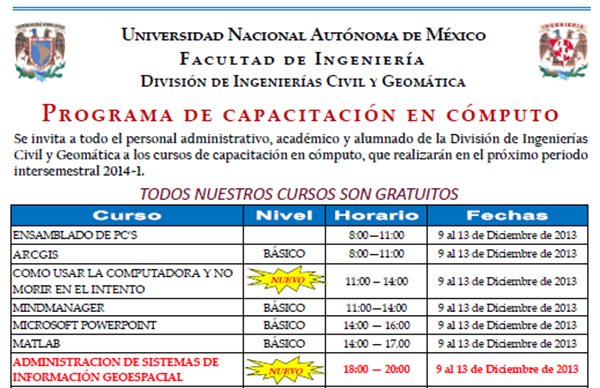 UNIVERSIDAD NACIONAL AUTÓNOMA DE MÉXICO
FACULTAD DE INGENIERÍA
DIVISIÓN DE INGENIERÍAS CIVIL Y GEOMÁTICA
PROGRAMA DE CAPACITACIÓN EN CÓMPUTO
Se invita a todo el personal administrativo, académico y alumnado de la División de Ingenierías
Civil y Geomática a los cursos de capacitación en cómputo, que realizarán en el próximo periodo
intersemestral 2014-1.
TODOS NUESTROS CURSOS SON GRATUITOS
Curso Nivel Horario Fechas
ENSAMBLADO DE PC'S 8:00—11:00 9 al 13 de Diciembre de 2013
ARCGIS BÁSICO 8:00—11:00 9 al 13 de Diciembre de 2013
COMO USAR LA COMPUTADORA Y NO
MORIR EN EL INTENTO NUEVO 11:00 — 14:00 9 al 13 de Diciembre de 2013
MINDMANAGER BÁSICO 11:00—14:00 9 al 13 de Diciembre de 2013
MICROSOFT POWERPOINT BÁSICO 14:00 — 16:00 9 al 13 de Diciembre de 2013
MATLAB BÁSICO 14:00 — 17.00 9 al 13 de Diciembre de 2013
ADMINISTRACION DE SISTEMAS DE
INFORMACIÓN GEOESPACIAL NUEVO 18:00 — 20:00 9 al 13 de Diciembre de 2013